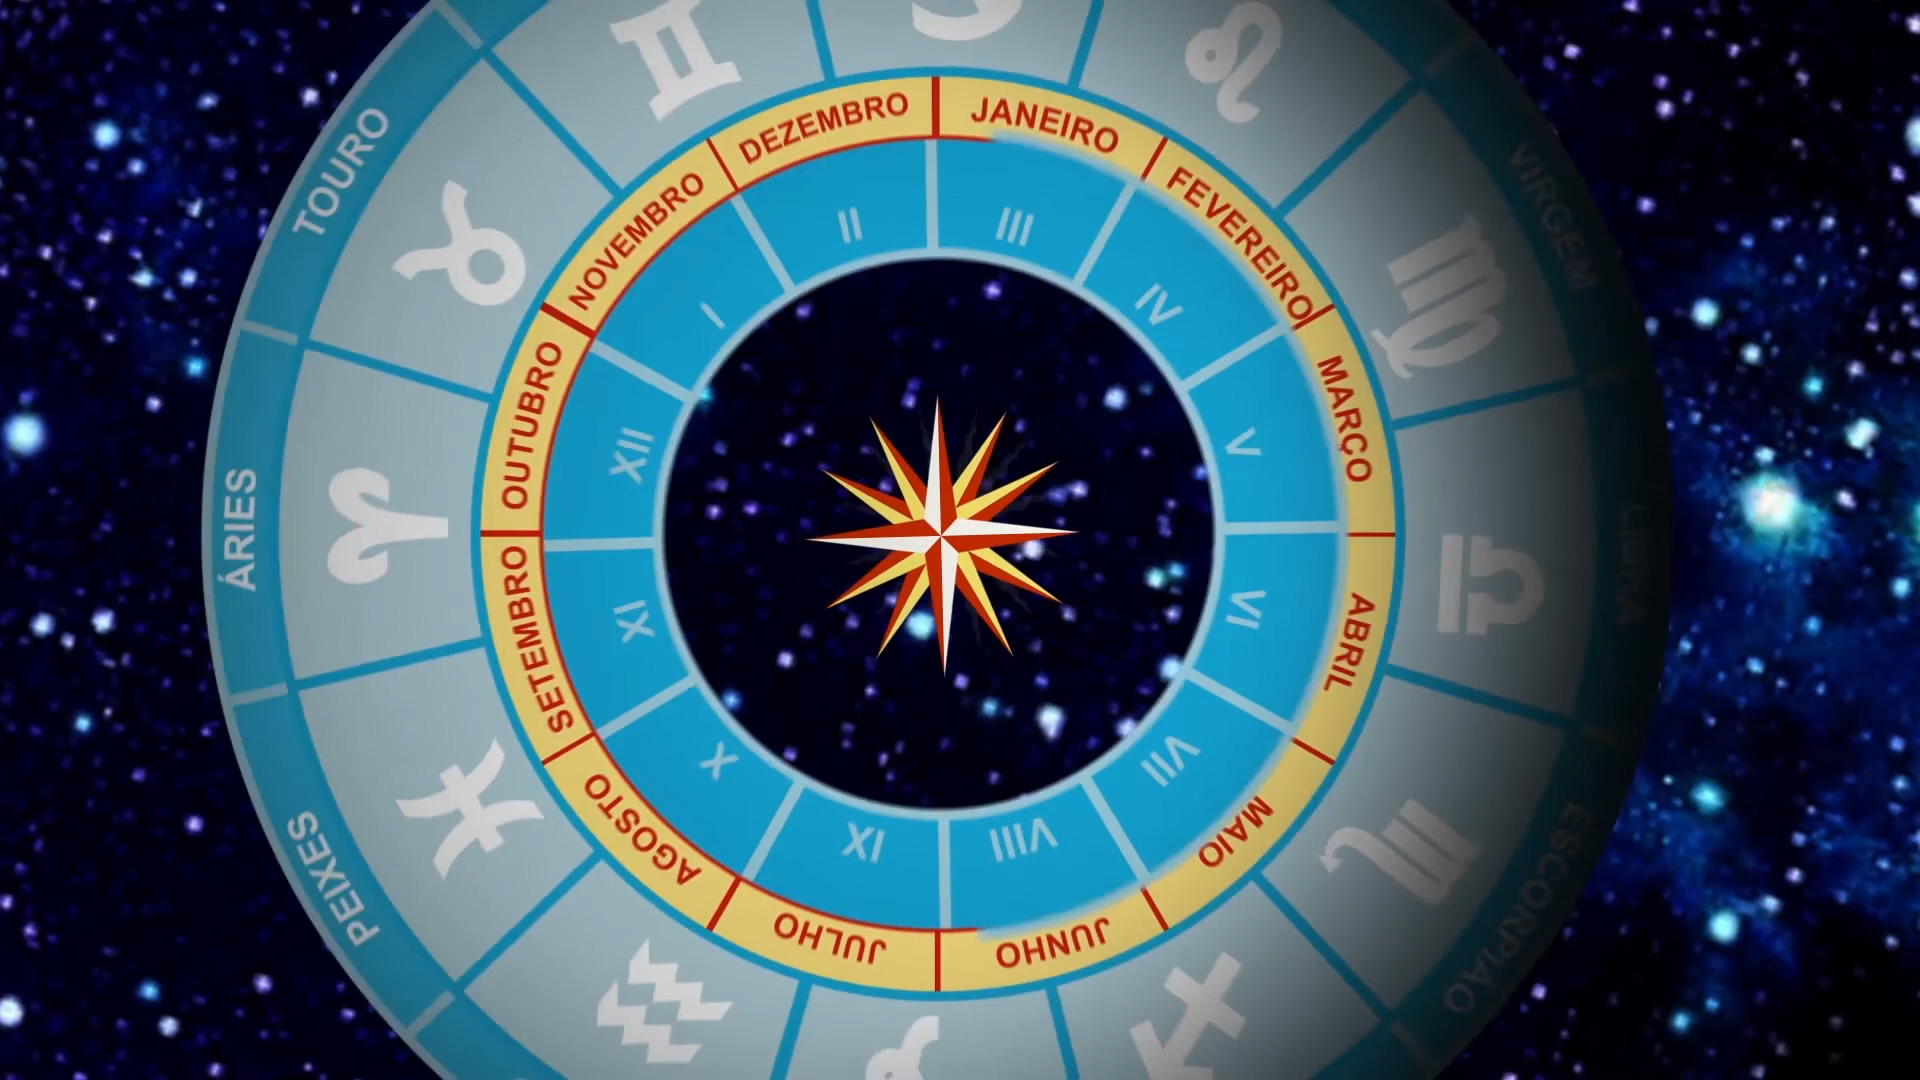 TOURO
ÁRIES
PEIXES
VIRGEM
LIBRA
ESCORPIÃO
JANEIRO
FEVEREIRO
MARÇO
ABRIL
MAIO
JUNHO
JULHO
AGOSTO
SETEMBRO
OUTUBRO
NOVEMBRO
DEZEMBRO
I
II
III
IV
V
VI
VII
VIII
IX
X
XI
XII